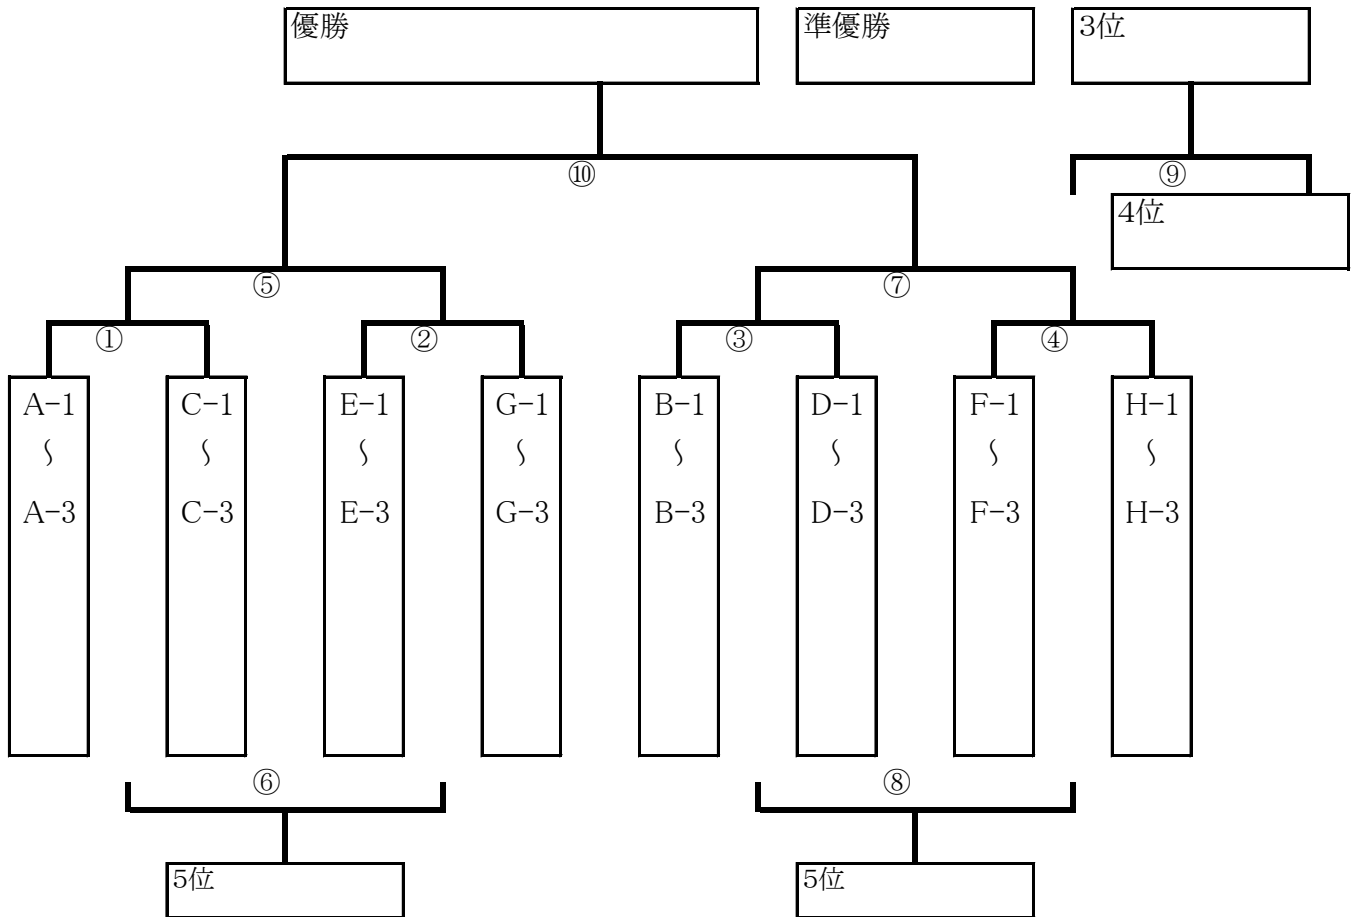 優勝
準優勝
3位
⑩
⑨
4位
⑤
⑦
①
②
③
④
A-1
〜
A-3
C-1
〜
C-3
E-1
〜
E-3
G-1
〜
G-3
B-1
〜
B-3
D-1
〜
D-3
F-1
〜
F-3
H-1
〜
H-3
⑥
⑧
5位
5位